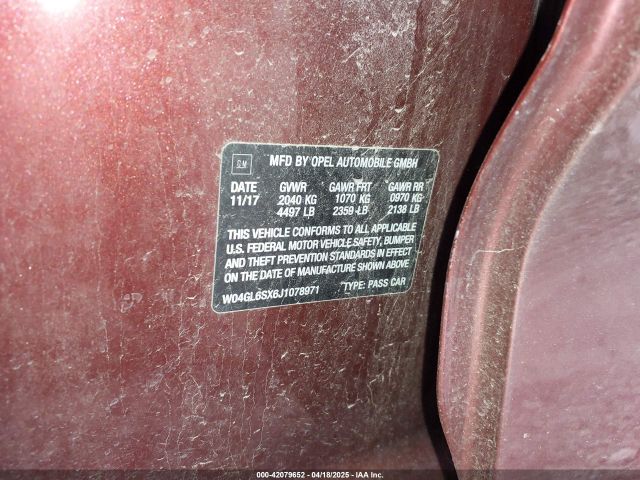 GM MFD BY OPEL AUTOMOBILE GMBH
DATE GVWR GAWR FRT GAWR RR
11/17 2040 KG 1070 KG 0970 KG
4497 LB 2359 LB 2138 LB
THIS VEHICLE CONFORMS TO ALL APPLICABLE
U.S. FEDERAL MOTOR VEHICLE SAFETY, BUMPER
AND THEFT PREVENTION STANDARDS IN EFFECT
ON THE DATE OF MANUFACTURE SHOWN ABOVE
W04GL6SX6J1078971 TYPE: PASS CAR
000-42079652 - 04/18/2025 - IAA Inc.